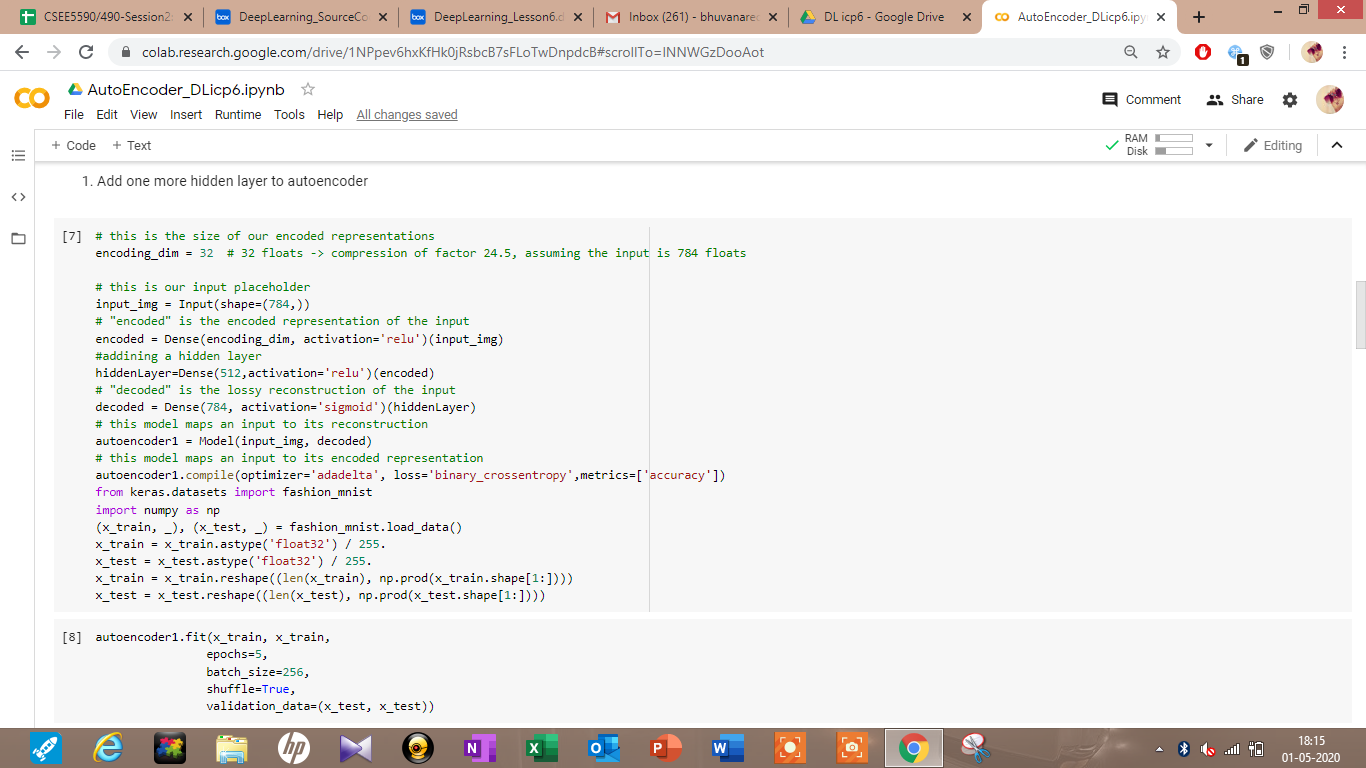 CSEE5590/490-Session2:
DeepLearning_SourceCo
DeepLearning_Lesson6.d
Inbox (261) - bhuvanared
DL icp6 - Google Drive
AutoEncoder_DLicp6.ipy
colab.research.google.com/drive/1NPpev6hxKfHk0jRsbcB7sFLoTwDnpdcB#scrollTo=INNWGzDooAot
1
AutoEncoder_DLicp6.ipynb
File Edit View Insert Runtime Tools Help All changes saved
Comment
Share
+ Code + Text
RAM
Disk
Editing
1. Add one more hidden layer to autoencoder
[7] # this is the size of our encoded representations
encoding_dim = 32  # 32 floats -> compression of factor 24.5, assuming the input is 784 floats
# this is our input placeholder
input_img = Input(shape=(784,))
# "encoded" is the encoded representation of the input
encoded = Dense(encoding_dim, activation='relu')(input_img)
#addining a hidden layer
hiddenLayer=Dense(512,activation='relu')(encoded)
# "decoded" is the lossy reconstruction of the input
decoded = Dense(784, activation='sigmoid')(hiddenLayer)
# this model maps an input to its reconstruction
autoencoder1 = Model(input_img, decoded)
# this model maps an input to its encoded representation
autoencoder1.compile(optimizer='adadelta', loss='binary_crossentropy',metrics=['accuracy'])
from keras.datasets import fashion_mnist
import numpy as np
(x_train, _), (x_test, _) = fashion_mnist.load_data()
x_train = x_train.astype('float32') / 255.
x_test = x_test.astype('float32') / 255.
x_train = x_train.reshape((len(x_train), np.prod(x_train.shape[1:])))
x_test = x_test.reshape((len(x_test), np.prod(x_test.shape[1:])))
[8] autoencoder1.fit(x_train, x_train,
epochs=5,
batch_size=256,
shuffle=True,
validation_data=(x_test, x_test))
18:15
01-05-2020